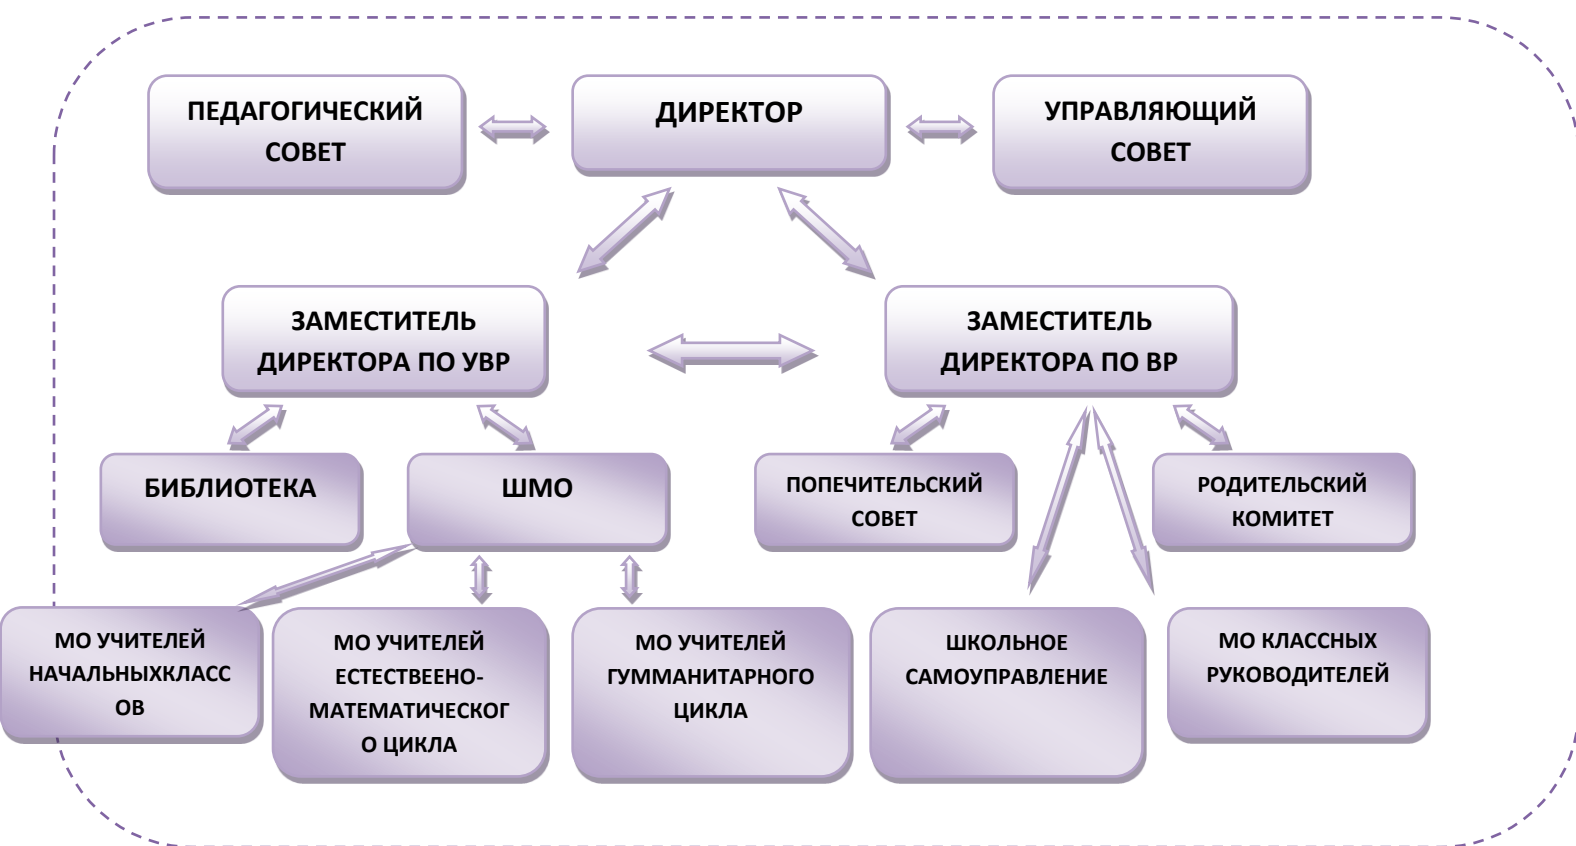 ПЕДАГОГИЧЕСКИЙ
СОВЕТ
ДИРЕКТОР
УПРАВЛЯЮЩИЙ
СОВЕТ
ЗАМЕСТИТЕЛЬ
ДИРЕКТОРА ПО УВР
ЗАМЕСТИТЕЛЬ
ДИРЕКТОРА ПО ВР
БИБЛИОТЕКА
ШМО
ПОПЕЧИТЕЛЬСКИЙ
СОВЕТ
РОДИТЕЛЬСКИЙ
КОМИТЕТ
МО УЧИТЕЛЕЙ
НАЧАЛЬНЫХКЛАСС
ОВ
МО УЧИТЕЛЕЙ
ЕСТЕСТВЕЕНО-
МАТЕМАТИЧЕСКОГ
О ЦИКЛА
МО УЧИТЕЛЕЙ
ГУММАНИТАРНОГО
ЦИКЛА
ШКОЛЬНОЕ
САМОУПРАВЛЕНИЕ
МО КЛАССНЫХ
РУКОВОДИТЕЛЕЙ